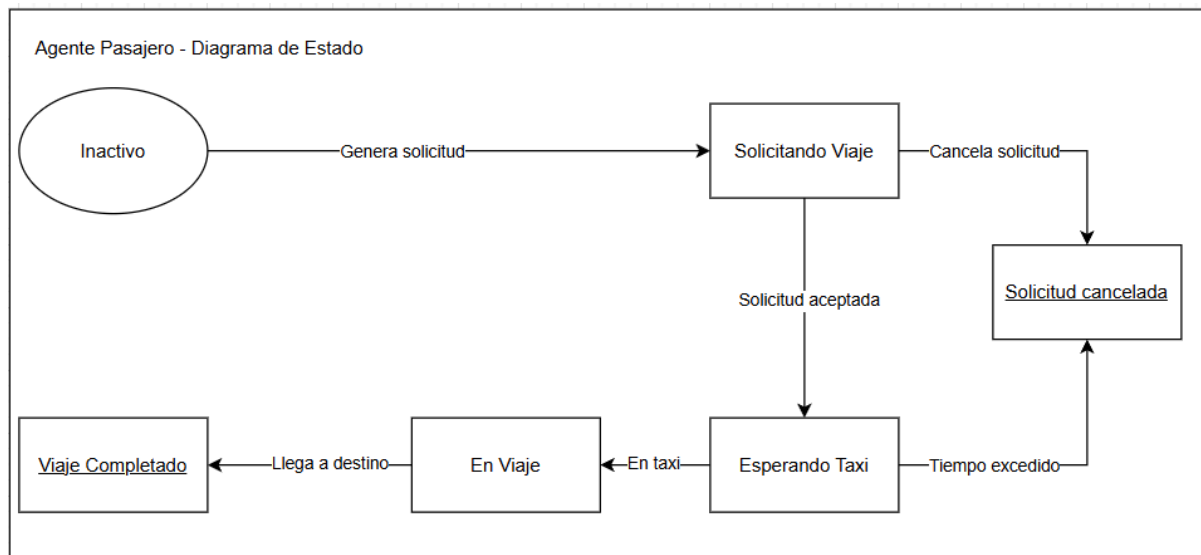 Agente Pasajero - Diagrama de Estado
Inactivo
Genera solicitud
Solicitando Viaje
Cancela solicitud
Solicitud cancelada
Solicitud aceptada
Viaje Completado
Llega a destino
En Viaje
En taxi
Esperando Taxi
Tiempo excedido